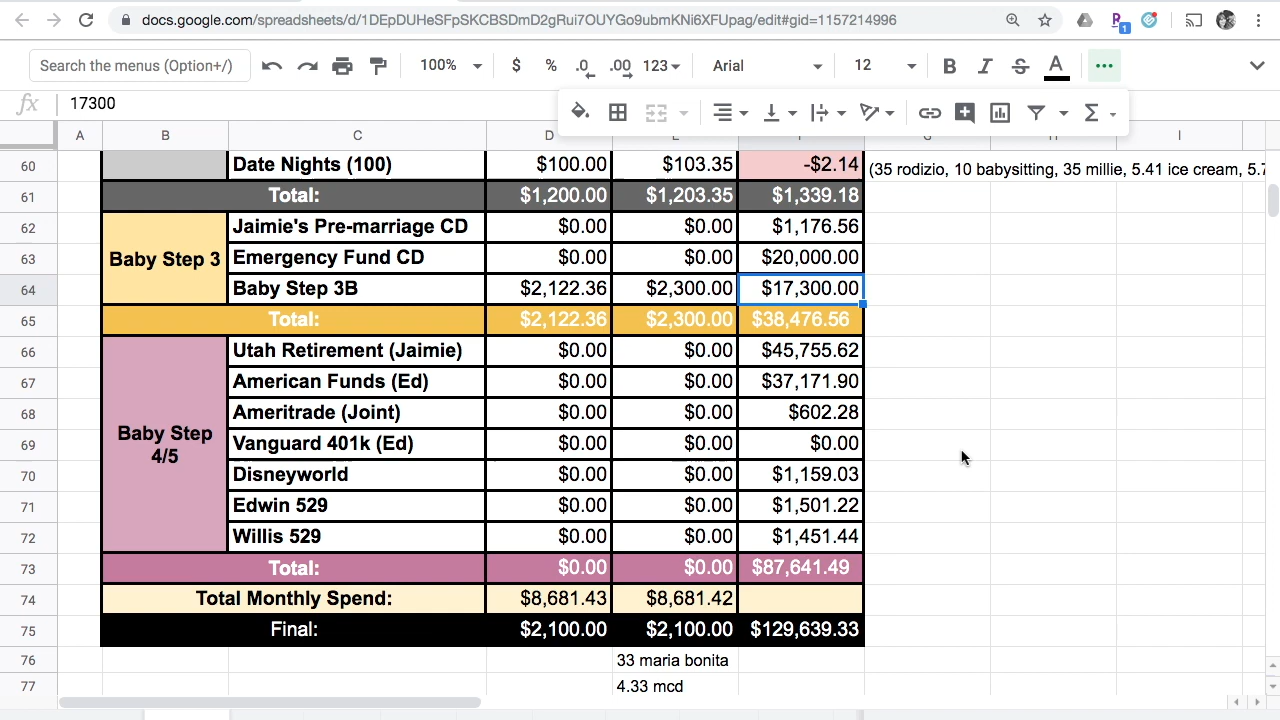 docs.google.com/spreadsheets/d/1DEpDUHeSFpSKCBSDmD2gRui7OUYGo9ubmKNi6XFUpag/edit#gid=1157214996
Search the menus (Option+/) 100% $ % .0 .00 123 Arial 12 B I S A
fx 17300
A B C D I
60 Date Nights (100) $100.00 $103.35 -$2.14 (35 rodizio, 10 babysitting, 35 millie, 5.41 ice cream,
61 Total: $1,200.00 $1,203.35 $1,339.18
62 Jaimie's Pre-marriage CD $0.00 $0.00 $1,176.56
63 Baby Step 3 Emergency Fund CD $0.00 $0.00 $20,000.00
64 Baby Step 3B $2,122.36 $2,300.00 $17,300.00
65 Total: $2,122.36 $2,300.00 $38,476.56
66 Utah Retirement (Jaimie) $0.00 $0.00 $45,755.62
67 American Funds (Ed) $0.00 $0.00 $37,171.90
68 Ameritrade (Joint) $0.00 $0.00 $602.28
Baby Step
4/5
69 Vanguard 401k (Ed) $0.00 $0.00 $0.00
70 Disneyworld $0.00 $0.00 $1,159.03
71 Edwin 529 $0.00 $0.00 $1,501.22
72 Willis 529 $0.00 $0.00 $1,451.44
73 Total: $0.00 $0.00 $87,641.49
74 Total Monthly Spend: $8,681.43 $8,681.42
75 Final: $2,100.00 $2,100.00 $129,639.33
76 33 maria bonita
77 4.33 mcd